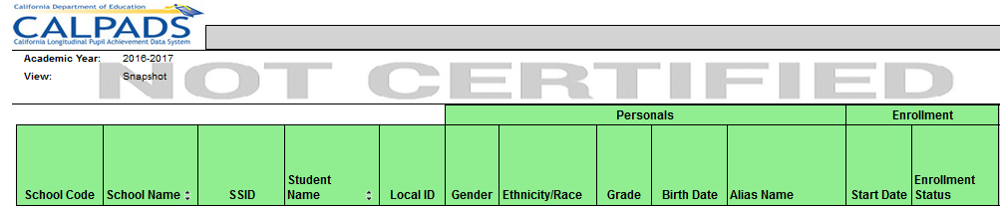 California Department of Education
CALPADS
California Longitudinal Pupil Achievement Data System
Academic Year: 2016-2017
View: Snapshot
NOT CERTIFIED
Personals Enrollment
School Code School Name SSID Student Name Local ID Gender Ethnicity/Race Grade Birth Date Alias Name Start Date Enrollment Status